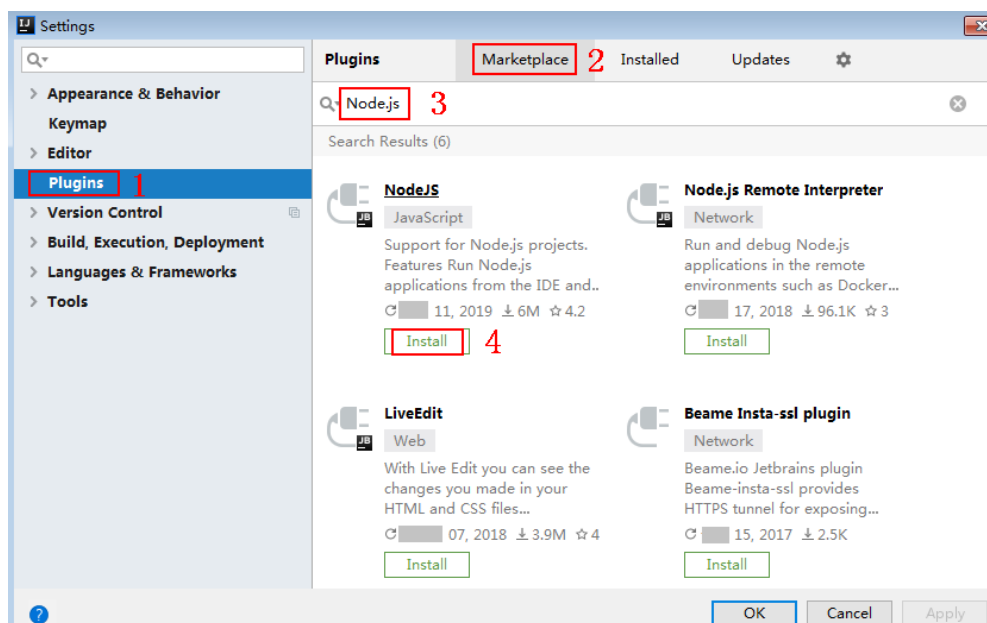 IJ Settings
Plugins Marketplace 2 Installed Updates
Appearance & Behavior
Keymap
Editor
Plugins 1
Version Control
Build, Execution, Deployment
Languages & Frameworks
Tools
Node.js 3
Search Results (6)
NodeJS
JB
JavaScript
Support for Node.js projects.
Features Run Node.js
applications from the IDE and..
11, 2019 6M 4.2
Install 4
Node.js Remote Interpreter
JB
Network
Run and debug Node.js
applications in the remote
environments such as Docker...
17, 2018 96.1K 3
Install
LiveEdit
JB
Web
With Live Edit you can see the
changes you made in your
HTML and CSS files...
07, 2018 3.9M 4
Install
Beame Insta-ssl plugin
Network
Beame.io Jetbrains plugin
Beame-insta-ssl provides
HTTPS tunnel for exposing...
15, 2017 2.5K
Install
?
OK Cancel Apply